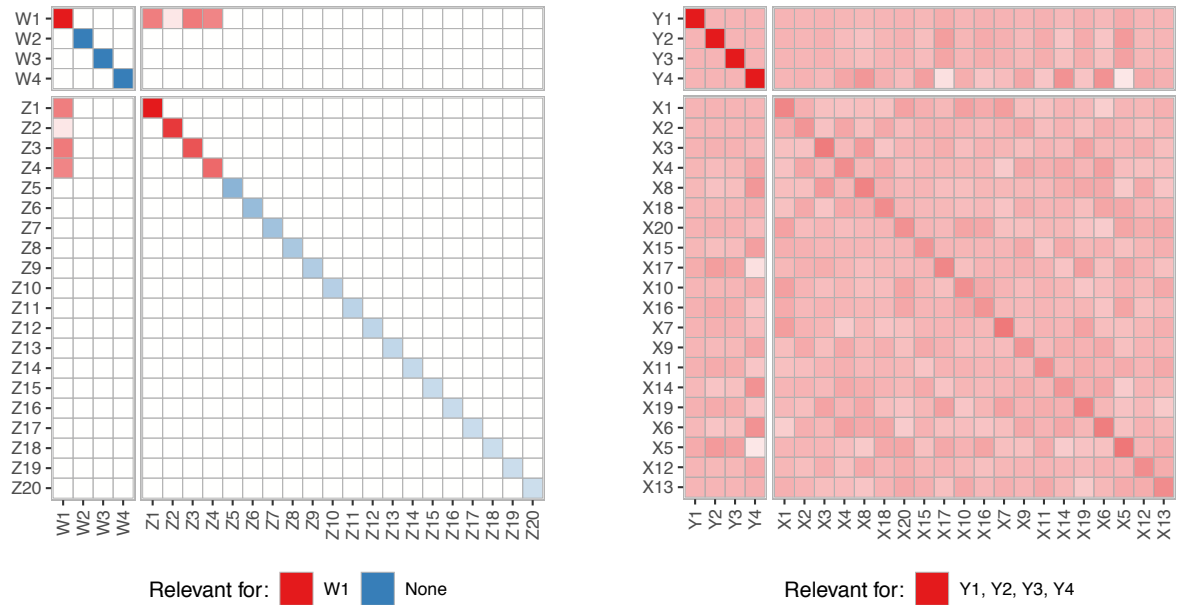 W1
W2
W3
W4
Z1
Z2
Z3
Z4
Z5
Z6
Z7
Z8
Z9
Z10
Z11
Z12
Z13
Z14
Z15
Z16
Z17
Z18
Z19
Z20
W1 W2 W3 W4 Z1 Z2 Z3 Z4 Z5 Z6 Z7 Z8 Z9 Z10 Z11 Z12 Z13 Z14 Z15 Z16 Z17 Z18 Z19 Z20
Relevant for: W1 None
Y1
Y2
Y3
Y4
X1
X2
X3
X4
X8
X18
X20
X15
X17
X10
X16
X7
X9
X11
X14
X19
X6
X5
X12
X13
Y1 Y2 Y3 Y4 X1 X2 X3 X4 X8 X18 X20 X15 X17 X10 X16 X7 X9 X11 X14 X19 X6 X5 X12 X13
Relevant for: Y1, Y2, Y3, Y4